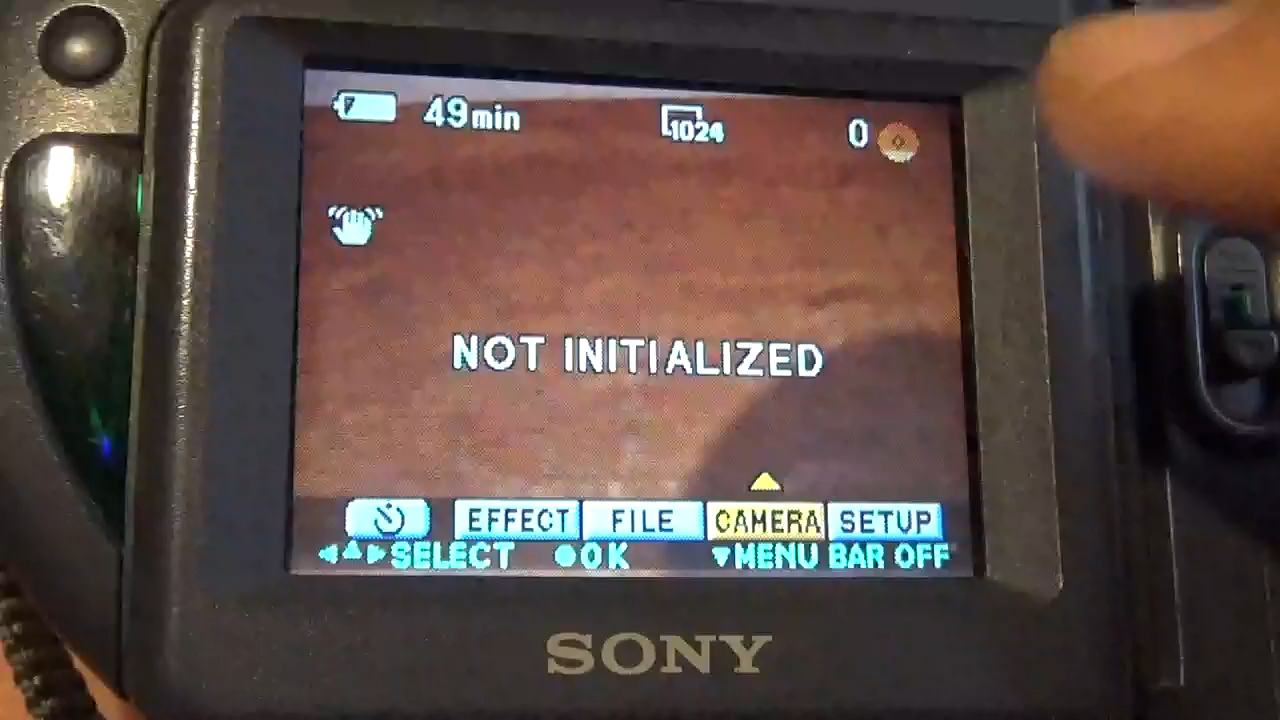 49min 1024 0
NOT INITIALIZED
EFFECT FILE CAMERA SETUP
SELECT OK MENU BAR OFF
SONY